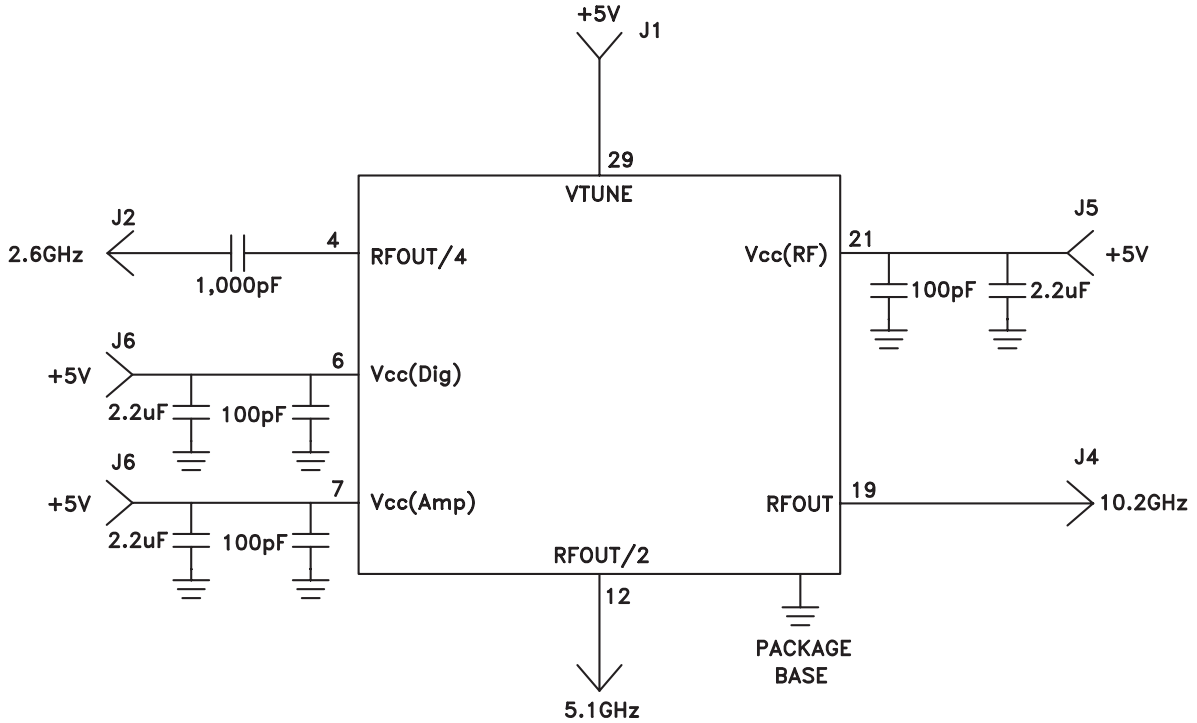 +5V
J1
29
VTUNE
J2
2.6GHz
1,000pF
4
RFOUT/4
J6
+5V
2.2uF
100pF
6
Vcc(Dig)
J6
+5V
2.2uF
100pF
7
Vcc(Amp)
RFOUT/2
12
5.1GHz
Vcc(RF)
21
J5
+5V
100pF
2.2uF
RFOUT
19
J4
10.2GHz
PACKAGE
BASE